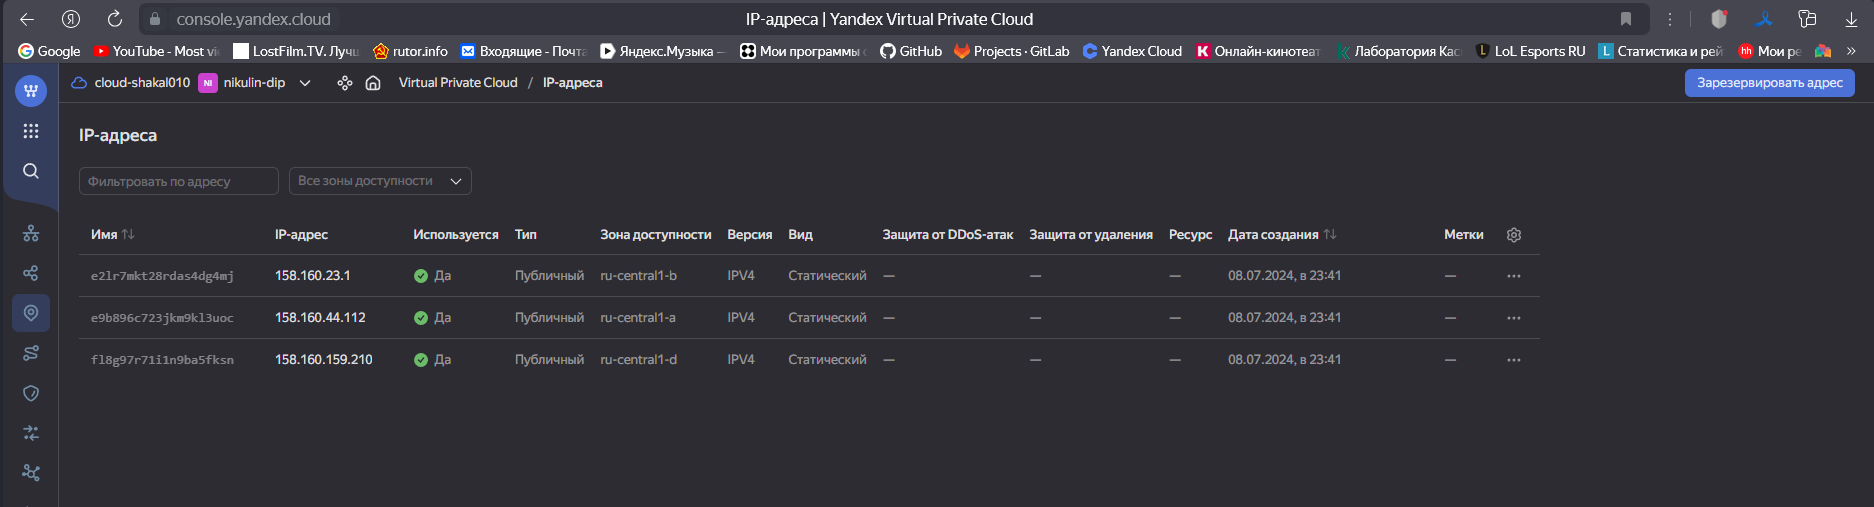 console.yandex.cloud IP-адреса | Yandex Virtual Private Cloud
Google YouTube - Most vi LostFilm.TV. Лучш rutor.info Входящие - Почта Яндекс.Музыка — Мои программы GitHub Projects · GitLab Yandex Cloud Онлайн-кинотеат Лаборатория Кас LoL Esports RU Статистика и рей hh Мои ре »
cloud-shakal010 NI nikulin-dip Virtual Private Cloud / IP-адреса Зарезервировать адрес
IP-адреса
Фильтровать по адресу Все зоны доступности
Имя IP-адрес Используется Тип Зона доступности Версия Вид Защита от DDoS-атак Защита от удаления Ресурс Дата создания Метки
e2lr7mkt28rdas4dg4mj 158.160.23.1 Да Публичный ru-central1-b IPV4 Статический — — — 08.07.2024, в 23:41 —
e9b896c723jkm9kl3uoc 158.160.44.112 Да Публичный ru-central1-a IPV4 Статический — — — 08.07.2024, в 23:41 —
fl8g97r71i1n9ba5fksn 158.160.159.210 Да Публичный ru-central1-d IPV4 Статический — — — 08.07.2024, в 23:41 —